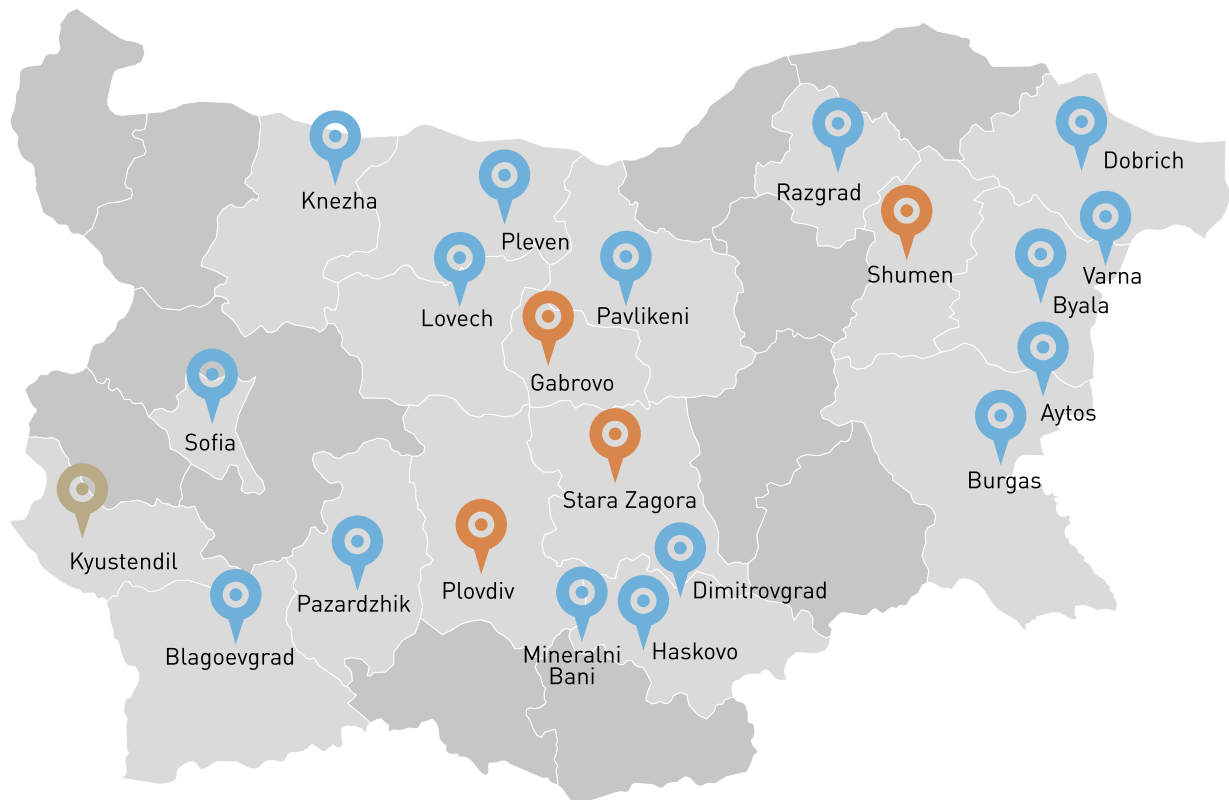 Dobrich
Razgrad
Knezha
Pleven
Shumen
Varna
Byala
Lovech
Pavlikeni
Gabrovo
Aytos
Sofia
Burgas
Stara Zagora
Kyustendil
Plovdiv
Dimitrovgrad
Pazardzhik
Blagoevgrad
Mineralni
Bani
Haskovo